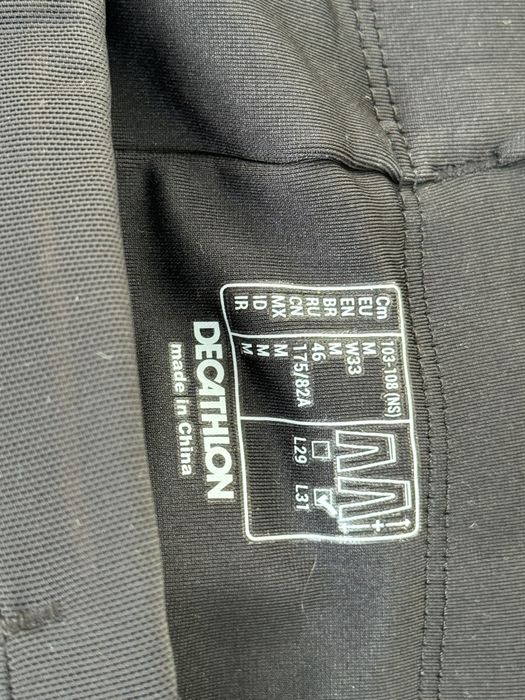 Cm 103-108 (NS)
EU M
EN W33
BR M
RU 46
CN 175/82A
MX M
ID M
IR M
L29 L31
DECATHLON
made in China